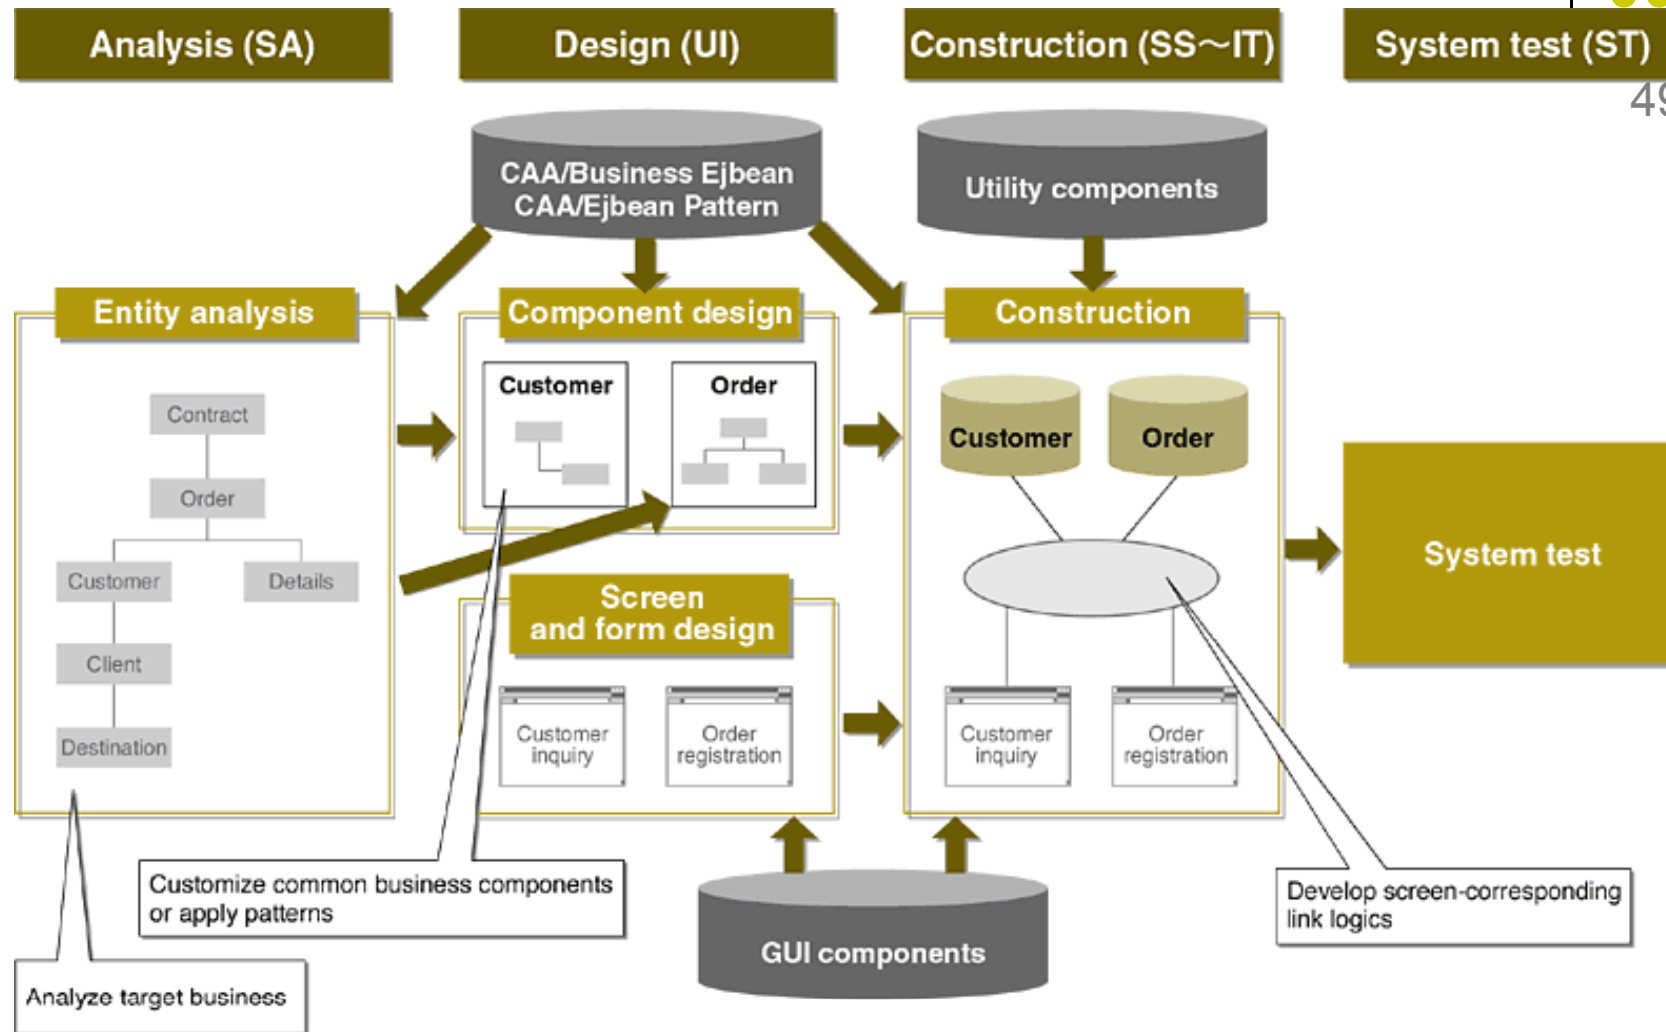 Analysis (SA)
Design (UI)
Construction (SS～IT)
System test (ST)
49
CAA/Business Ejbean
CAA/Ejbean Pattern
Utility components
Entity analysis
Component design
Construction
Contract
Order
Customer
Details
Client
Destination
Customer
Order
Screen
and form design
Customer
inquiry
Order
registration
Customer
Order
Customer
inquiry
Order
registration
System test
Customize common business components
or apply patterns
Analyze target business
GUI components
Develop screen-corresponding
link logics